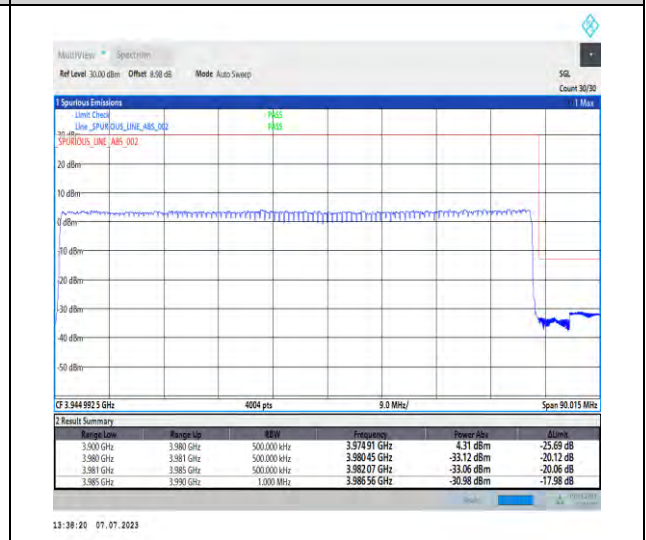 MultiView Spectrum
Ref Level 30.00 dBm Offset 8.98 dB Mode Auto Sweep SGL
Count 30/30
1 Spurious Emissions 1 Max
Limit Check PASS
Line _SPURIOUS_LINE_ABS_002 PASS
30 dBm
SPURIOUS_LINE_ABS_002
20 dBm
10 dBm
0 dBm
-10 dBm
-20 dBm
-30 dBm
-40 dBm
-50 dBm
CF 3.944 992 5 GHz 4004 pts 9.0 MHz/ Span 90.015 MHz
2 Result Summary
Range Low Range Up RBW Frequency Power Abs ΔLimit
3.900 GHz 3.980 GHz 500.000 kHz 3.974 91 GHz 4.31 dBm -25.69 dB
3.980 GHz 3.981 GHz 500.000 kHz 3.980 45 GHz -33.12 dBm -20.12 dB
3.981 GHz 3.985 GHz 500.000 kHz 3.982 07 GHz -33.06 dBm -20.06 dB
3.985 GHz 3.990 GHz 1.000 MHz 3.986 56 GHz -30.98 dBm -17.98 dB
13:38:20 07.07.2023